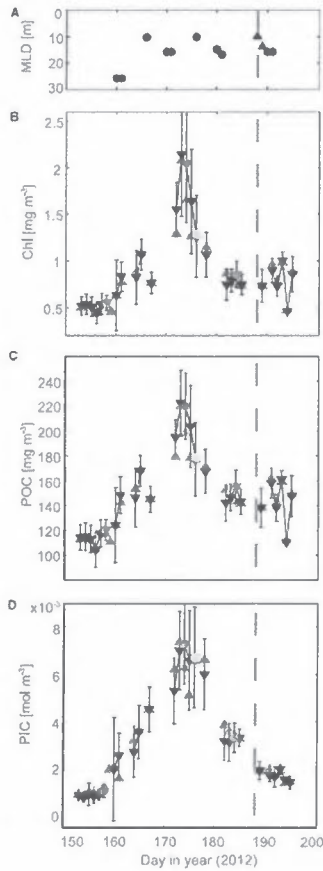 A
MLD [m]
0
10
20
30
B
Chl [mg m⁻³]
2.5
2
1.5
1
0.5
C
POC [mg m⁻³]
240
220
200
180
160
140
120
100
D
x10⁻³
PIC [mol m⁻³]
8
6
4
2
0
150 160 170 180 190 200
Day in year (2012)